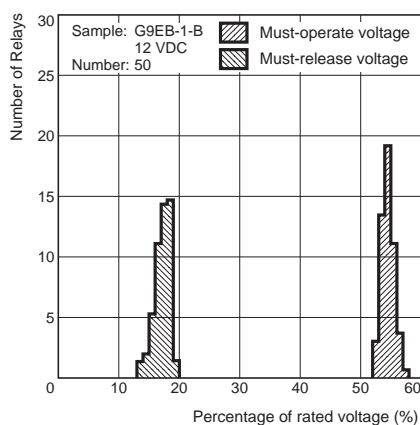 Number of Relays
30
25
20
15
10
5
0
Sample: G9EB-1-B
12 VDC
Number: 50
Must-operate voltage
Must-release voltage
10 20 30 40 50 60
Percentage of rated voltage (%)